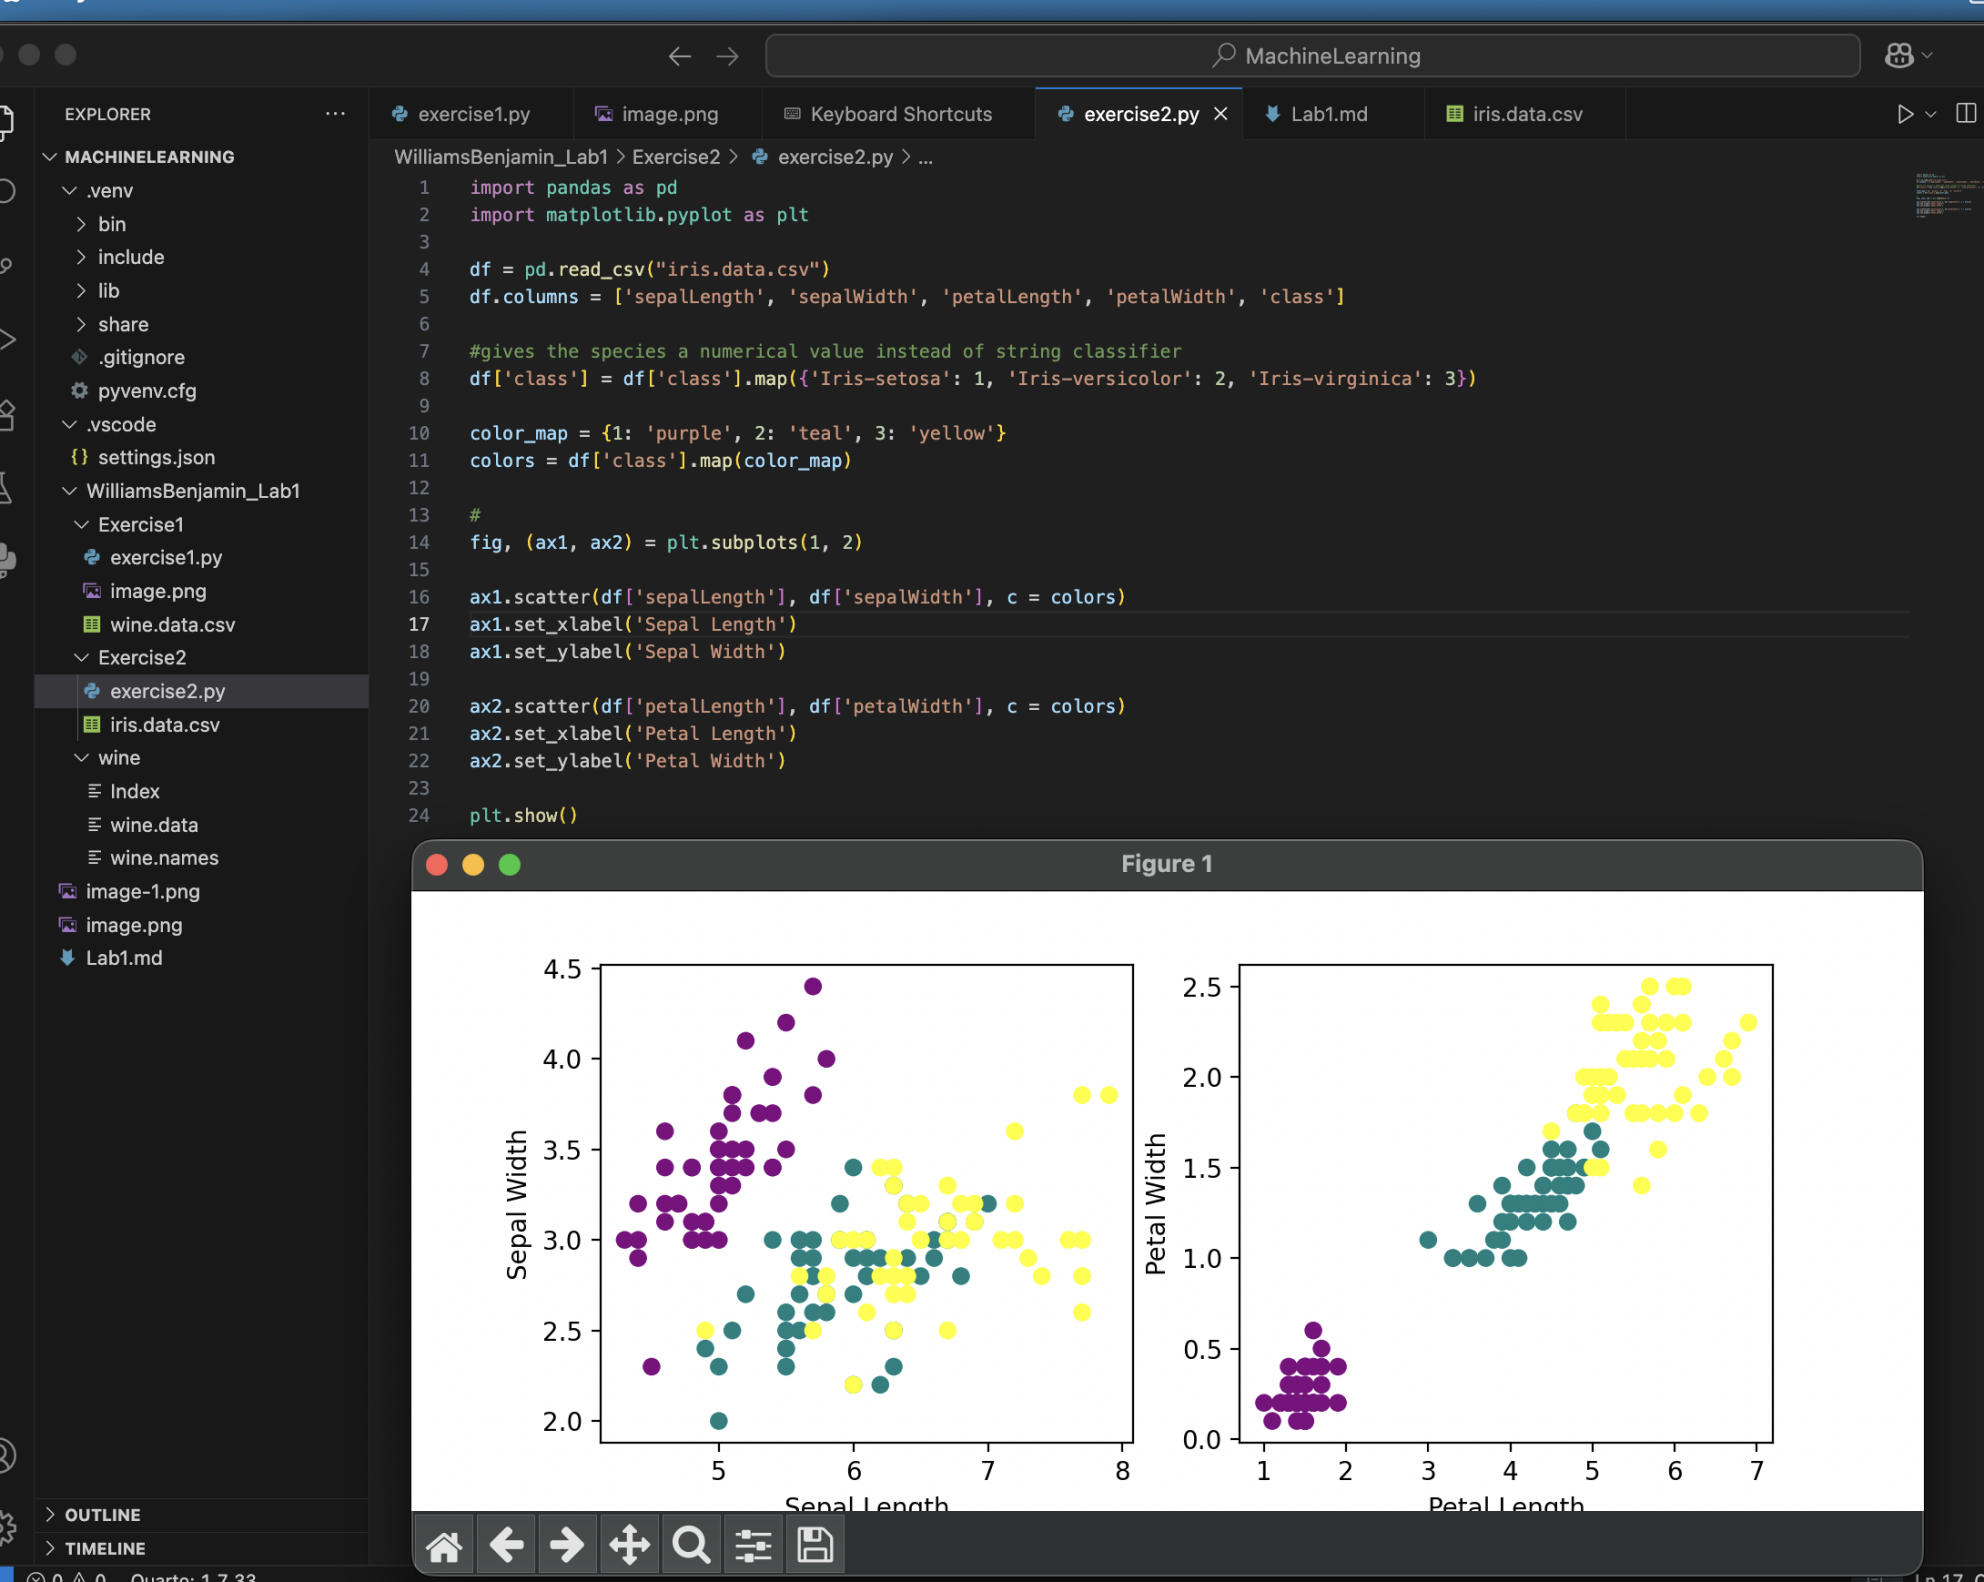 MachineLearning
EXPLORER
exercise1.py
image.png
Keyboard Shortcuts
exercise2.py
Lab1.md
iris.data.csv
WilliamsBenjamin_Lab1 > Exercise2 > exercise2.py > ...
MACHINELEARNING
.venv
bin
include
lib
share
.gitignore
pyvenv.cfg
.vscode
{} settings.json
WilliamsBenjamin_Lab1
Exercise1
exercise1.py
image.png
wine.data.csv
Exercise2
exercise2.py
iris.data.csv
wine
Index
wine.data
wine.names
image-1.png
image.png
Lab1.md
OUTLINE
TIMELINE
1 import pandas as pd
2 import matplotlib.pyplot as plt
3
4 df = pd.read_csv("iris.data.csv")
5 df.columns = ['sepalLength', 'sepalWidth', 'petalLength', 'petalWidth', 'class']
6
7 #gives the species a numerical value instead of string classifier
8 df['class'] = df['class'].map({'Iris-setosa': 1, 'Iris-versicolor': 2, 'Iris-virginica': 3})
9
10 color_map = {1: 'purple', 2: 'teal', 3: 'yellow'}
11 colors = df['class'].map(color_map)
12
13 #
14 fig, (ax1, ax2) = plt.subplots(1, 2)
15
16 ax1.scatter(df['sepalLength'], df['sepalWidth'], c = colors)
17 ax1.set_xlabel('Sepal Length')
18 ax1.set_ylabel('Sepal Width')
19
20 ax2.scatter(df['petalLength'], df['petalWidth'], c = colors)
21 ax2.set_xlabel('Petal Length')
22 ax2.set_ylabel('Petal Width')
23
24 plt.show()
Figure 1
Sepal Width
4.5
4.0
3.5
3.0
2.5
2.0
5 6 7 8
Sepal Length
Petal Width
2.5
2.0
1.5
1.0
0.5
0.0
1 2 3 4 5 6 7
Petal Length
0 0 Quarto: 1.7.33
Ln 17,